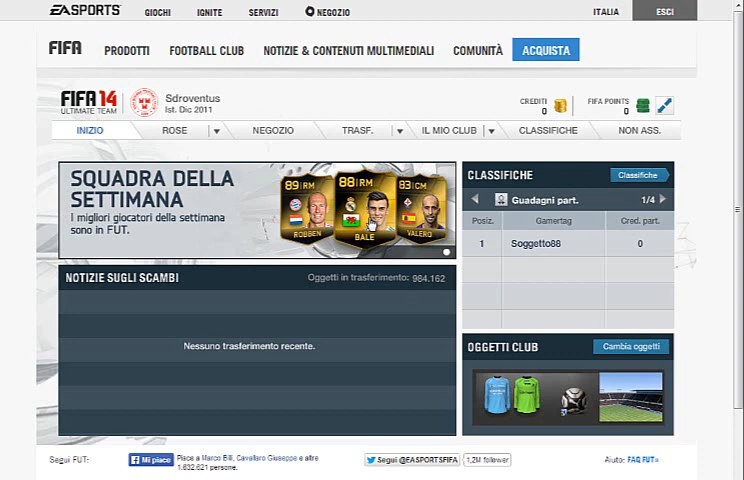 EA SPORTS™
GIOCHI IGNITE SERVIZI NEGOZIO ITALIA ESCI
FIFA PRODOTTI FOOTBALL CLUB NOTIZIE & CONTENUTI MULTIMEDIALI COMUNITÀ ACQUISTA
FIFA 14
ULTIMATE TEAM
Sdroventus
Ist. Dic 2011
CREDITI
0
FIFA POINTS
0
INIZIO ROSE NEGOZIO TRASF. IL MIO CLUB CLASSIFICHE NON ASS.
SQUADRA DELLA
SETTIMANA
I migliori giocatori della settimana
sono in FUT.
89 RM
ROBBEN
88 RM
BALE
83 CM
VALERO
CLASSIFICHE Classifiche
Guadagni part. 1/4
Posiz. Gamertag Cred. part.
1 Soggetto88 0
NOTIZIE SUGLI SCAMBI Oggetti in trasferimento: 984.162
Nessuno trasferimento recente.
OGGETTI CLUB Cambia oggetti
Segui FUT:
Mi piace
Piace a Marco Billi, Cavallaro Giuseppe e altre
1.632.621 persone.
Segui @EASPORTSFIFA
1,2M follower
Aiuto: FAQ FUT»